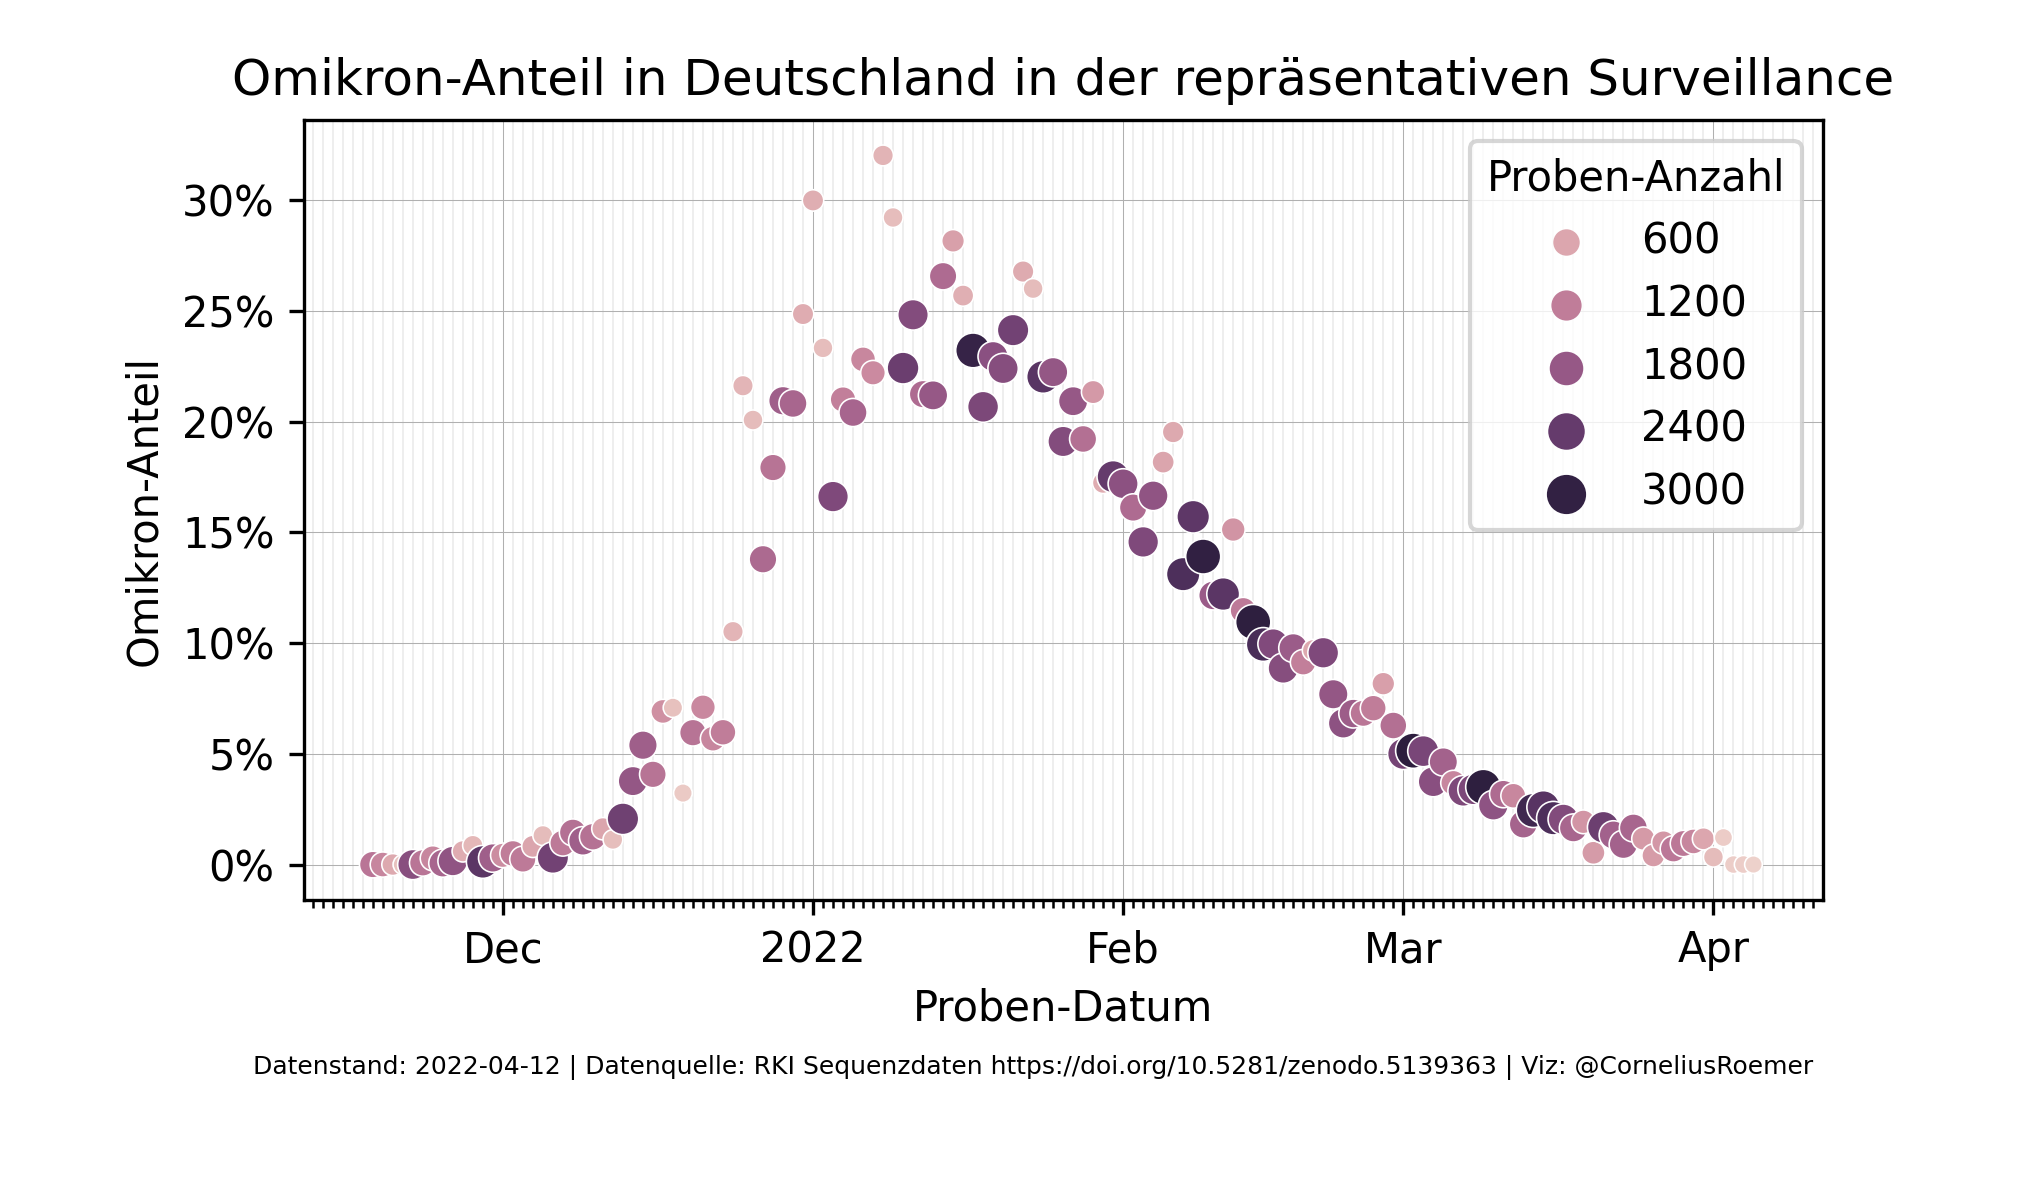 Omikron-Anteil in Deutschland in der repräsentativen Surveillance
Proben-Anzahl
600
1200
1800
2400
3000
30%
25%
20%
15%
10%
5%
0%
Omikron-Anteil
Dec 2022 Feb Mar Apr
Proben-Datum
Datenstand: 2022-04-12 | Datenquelle: RKI Sequenzdaten https://doi.org/10.5281/zenodo.5139363 | Viz: @CorneliusRoemer